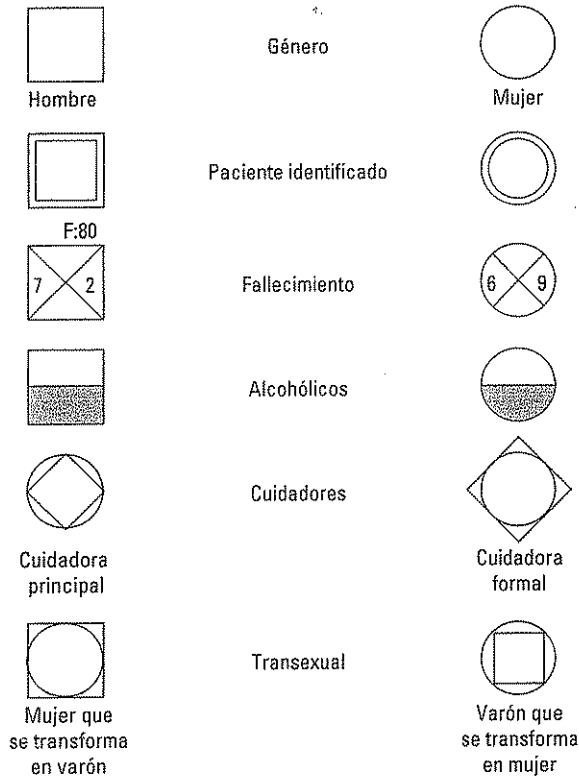 Género
Hombre
Mujer
Paciente identificado
F:80
7 2
Fallecimiento
6 9
Alcohólicos
Cuidadores
Cuidadora
principal
Cuidadora
formal
Transexual
Mujer que
se transforma
en varón
Varón que
se transforma
en mujer